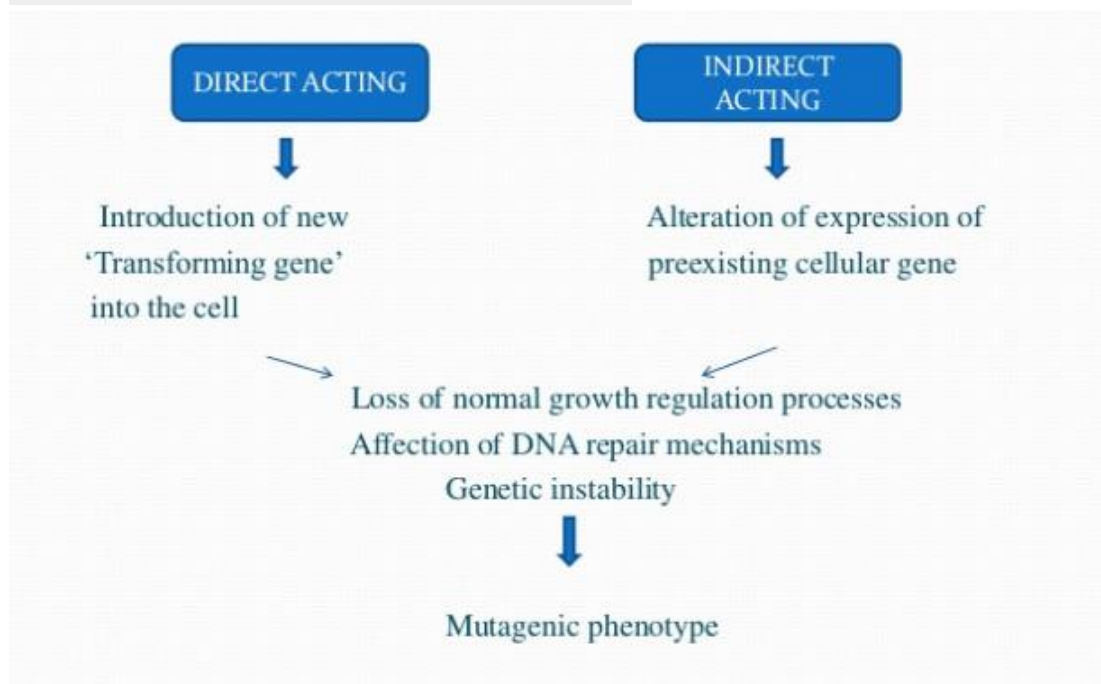 DIRECT ACTING
INDIRECT
ACTING
Introduction of new
‘Transforming gene’
into the cell
Alteration of expression of
preexisting cellular gene
Loss of normal growth regulation processes
Affection of DNA repair mechanisms
Genetic instability
Mutagenic phenotype